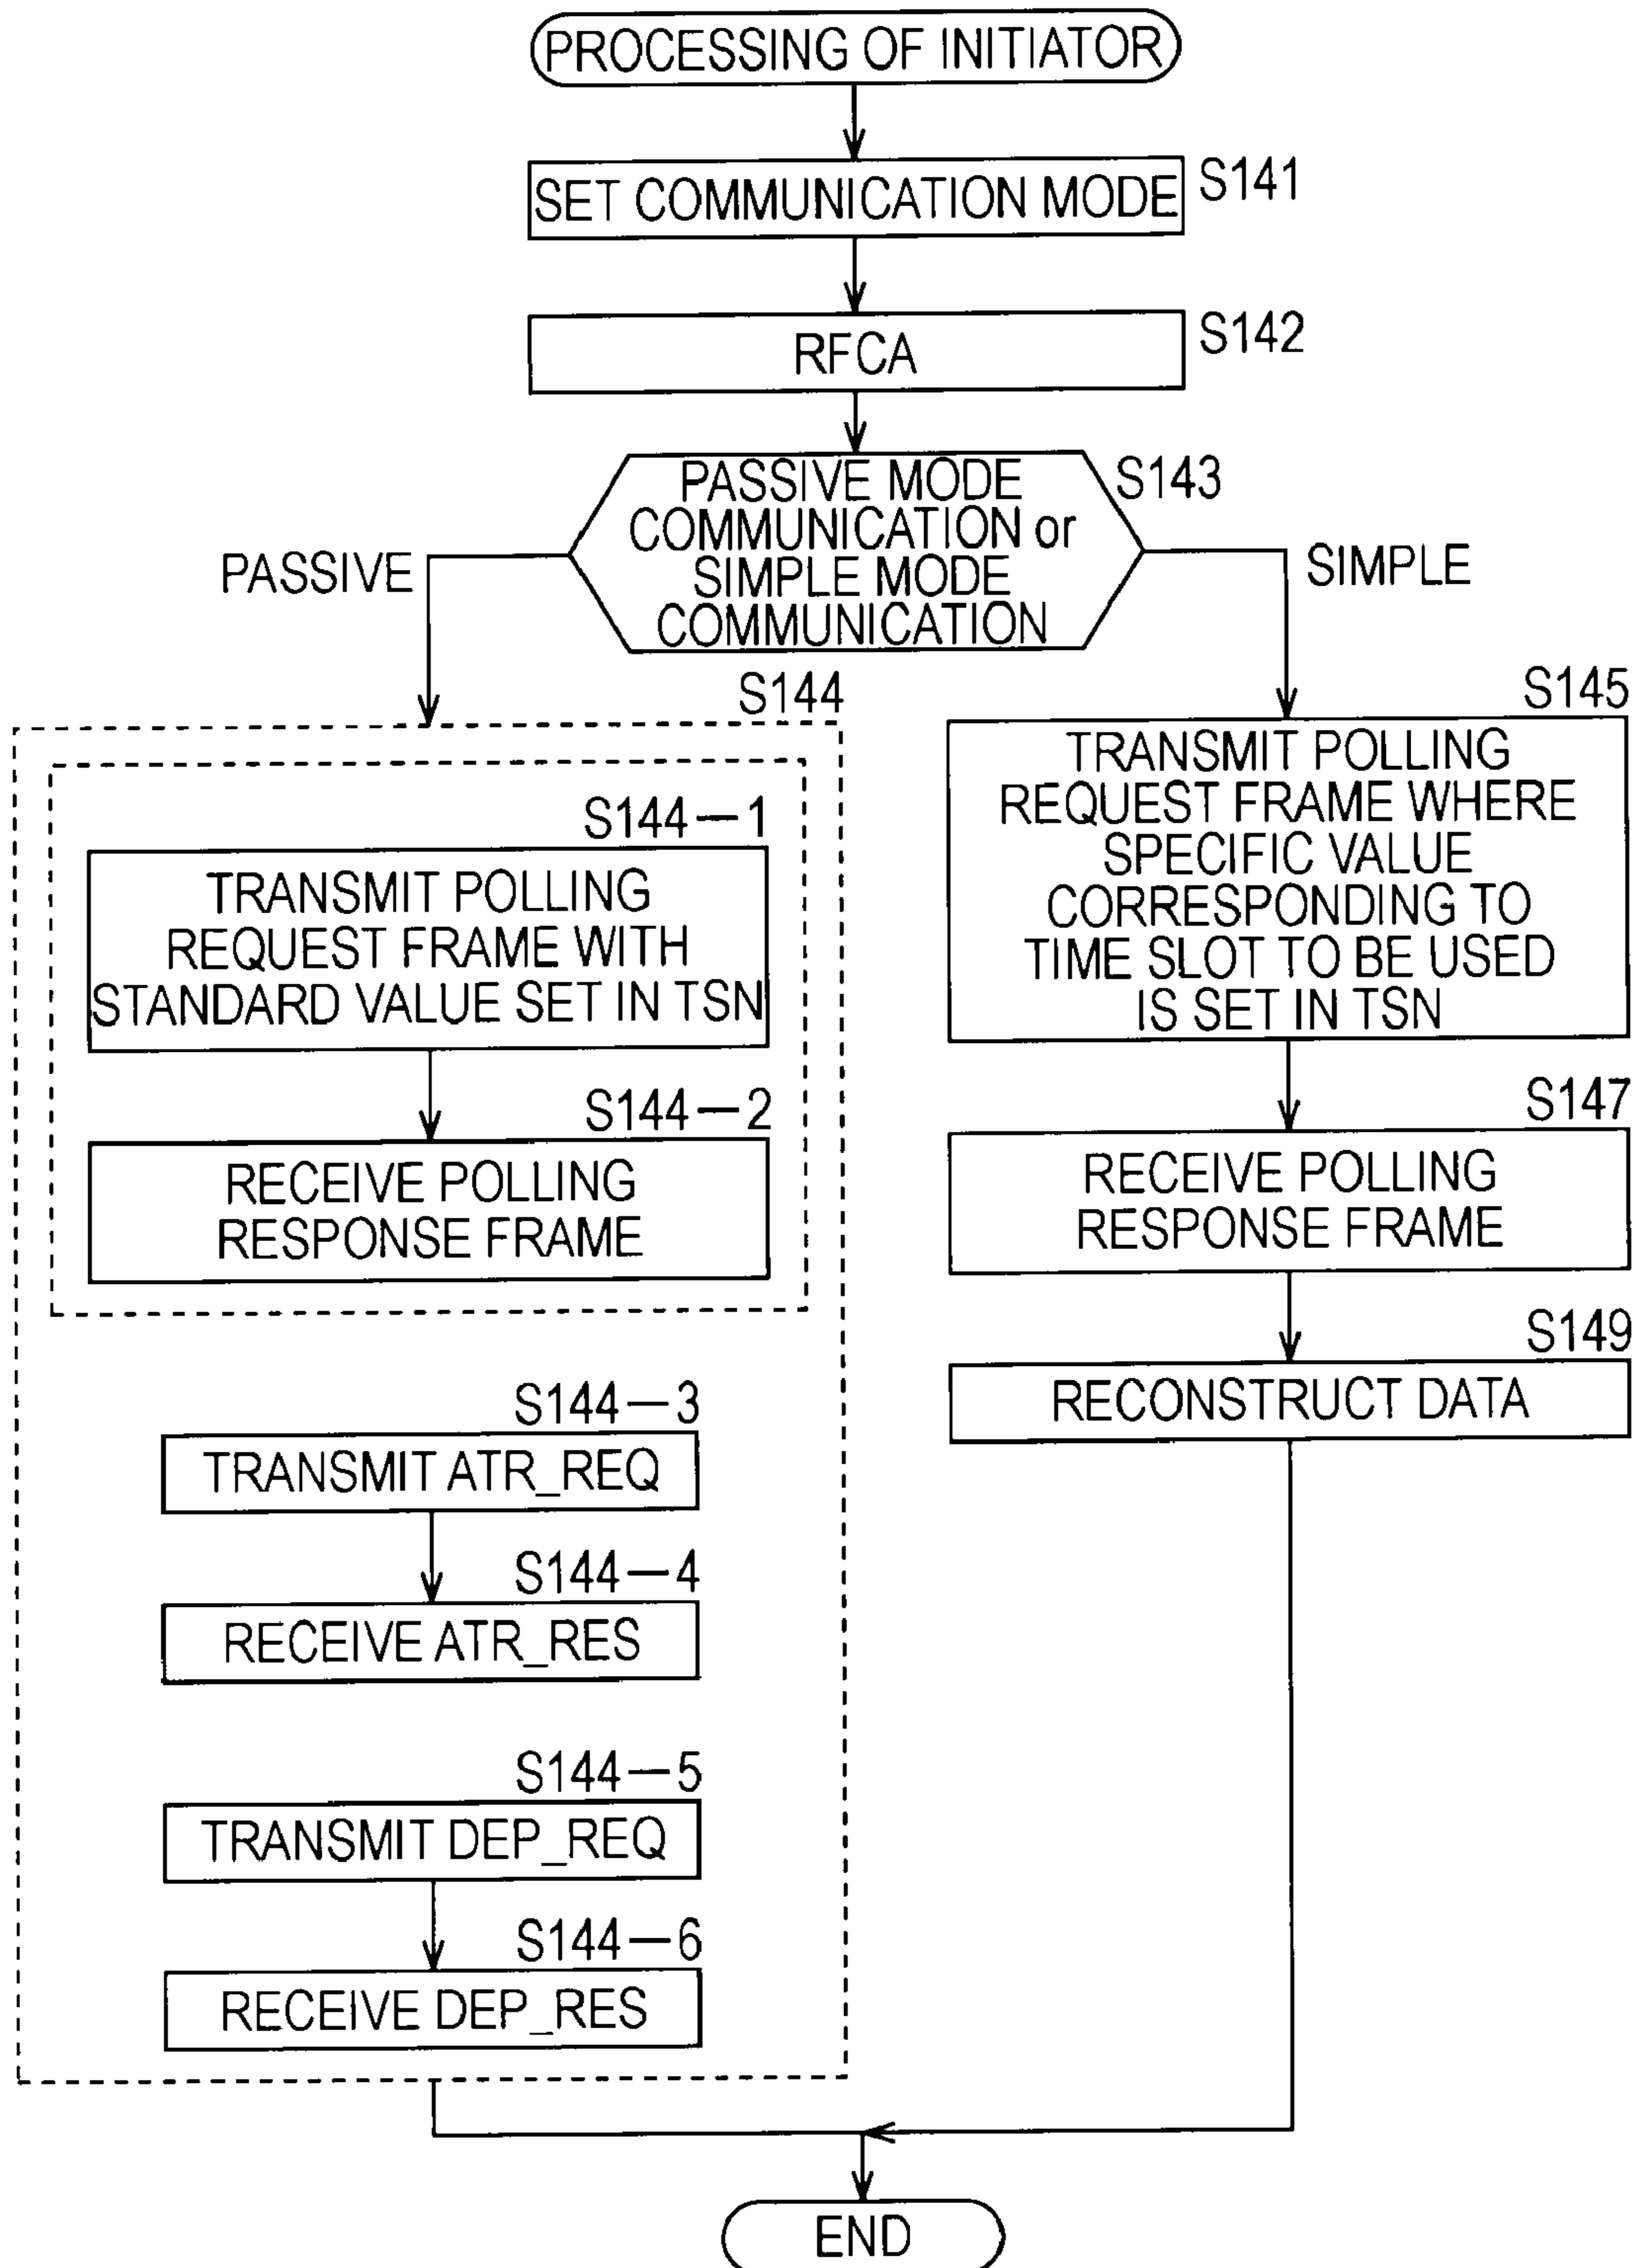 PROCESSING OF INITIATOR
SET COMMUNICATION MODE
S141
RFCA
S142
PASSIVE MODE
COMMUNICATION or
SIMPLE MODE
COMMUNICATION
S143
PASSIVE
SIMPLE
S144
S144-1
TRANSMIT POLLING
REQUEST FRAME WITH
STANDARD VALUE SET IN TSN
S144-2
RECEIVE POLLING
RESPONSE FRAME
S144-3
TRANSMIT ATR_REQ
S144-4
RECEIVE ATR_RES
S144-5
TRANSMIT DEP_REQ
S144-6
RECEIVE DEP_RES
S145
TRANSMIT POLLING
REQUEST FRAME WHERE
SPECIFIC VALUE
CORRESPONDING TO
TIME SLOT TO BE USED
IS SET IN TSN
S147
RECEIVE POLLING
RESPONSE FRAME
S149
RECONSTRUCT DATA
END